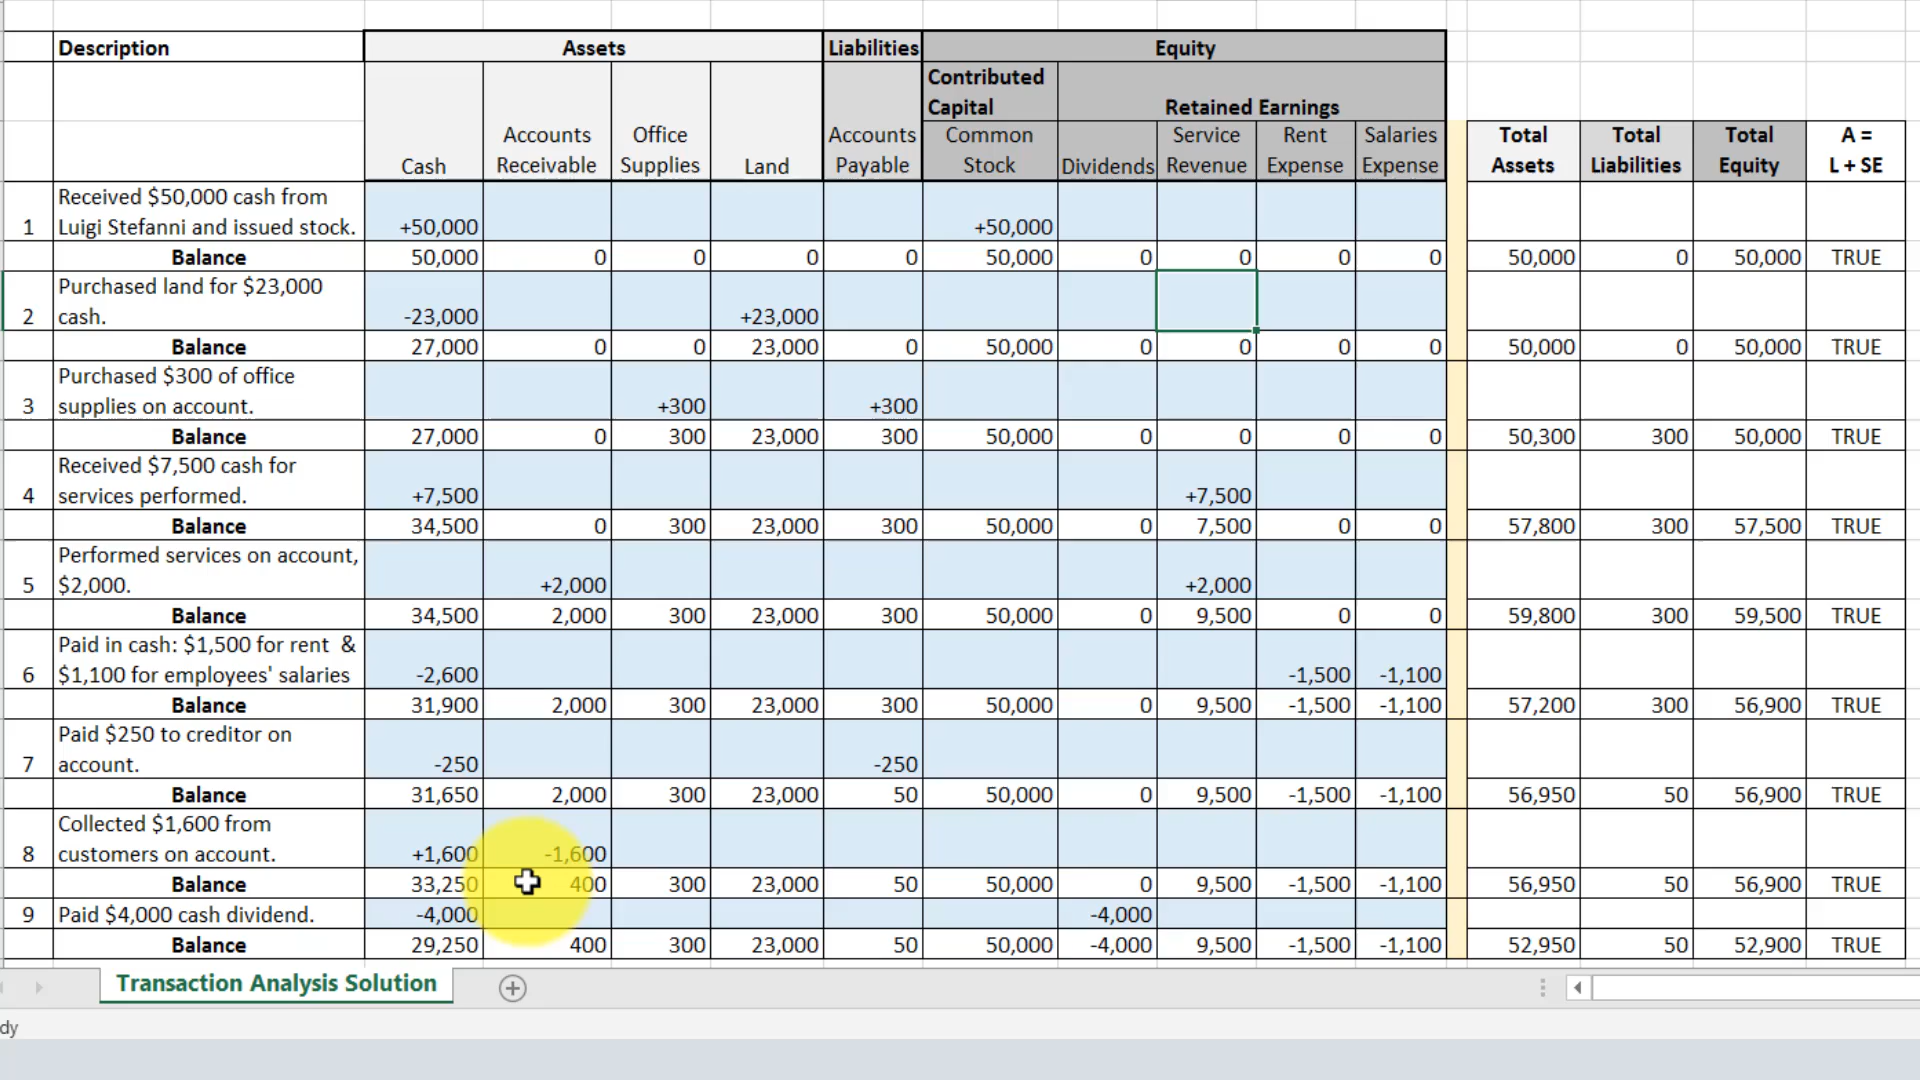 Description Assets Liabilities Equity
Contributed
Capital Retained Earnings
Accounts Office Accounts Common Service Rent Salaries Total Total Total A =
Cash Receivable Supplies Land Payable Stock Dividends Revenue Expense Expense Assets Liabilities Equity L + SE
Received $50,000 cash from
1 Luigi Stefanni and issued stock. +50,000 +50,000
Balance 50,000 0 0 0 0 50,000 0 0 0 0 50,000 0 50,000 TRUE
Purchased land for $23,000
2 cash. -23,000 +23,000
Balance 27,000 0 0 23,000 0 50,000 0 0 0 0 50,000 0 50,000 TRUE
Purchased $300 of office
3 supplies on account. +300 +300
Balance 27,000 0 300 23,000 300 50,000 0 0 0 0 50,300 300 50,000 TRUE
Received $7,500 cash for
4 services performed. +7,500 +7,500
Balance 34,500 0 300 23,000 300 50,000 0 7,500 0 0 57,800 300 57,500 TRUE
Performed services on account,
5 $2,000. +2,000 +2,000
Balance 34,500 2,000 300 23,000 300 50,000 0 9,500 0 0 59,800 300 59,500 TRUE
Paid in cash: $1,500 for rent &
6 $1,100 for employees' salaries -2,600 -1,500 -1,100
Balance 31,900 2,000 300 23,000 300 50,000 0 9,500 -1,500 -1,100 57,200 300 56,900 TRUE
Paid $250 to creditor on
7 account. -250 -250
Balance 31,650 2,000 300 23,000 50 50,000 0 9,500 -1,500 -1,100 56,950 50 56,900 TRUE
Collected $1,600 from
8 customers on account. +1,600 -1,600
Balance 33,250 400 300 23,000 50 50,000 0 9,500 -1,500 -1,100 56,950 50 56,900 TRUE
9 Paid $4,000 cash dividend. -4,000 -4,000
Balance 29,250 400 300 23,000 50 50,000 -4,000 9,500 -1,500 -1,100 52,950 50 52,900 TRUE
Transaction Analysis Solution
dy